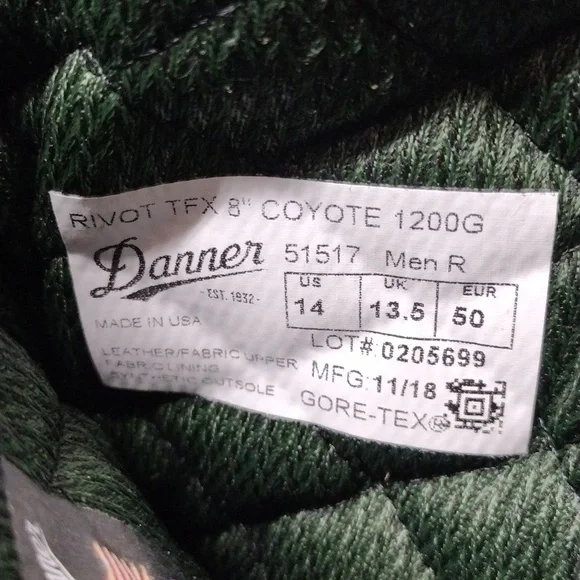 RIVOT TFX 8" COYOTE 1200G
Danner
- EST. 1932 -
51517 Men R
US UK EUR
14 13.5 50
MADE IN USA
LOT#: 0205699
LEATHER/FABRIC UPPER
FABRIC LINING
SYNTHETIC OUTSOLE
MFG: 11/18
GORE-TEX®